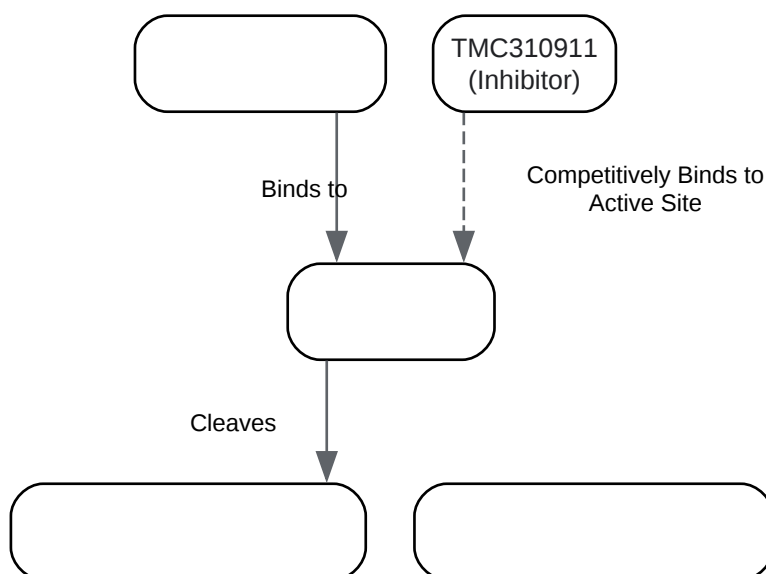 TMC310911
(Inhibitor)
Binds to
Competitively Binds to
Active Site
Cleaves